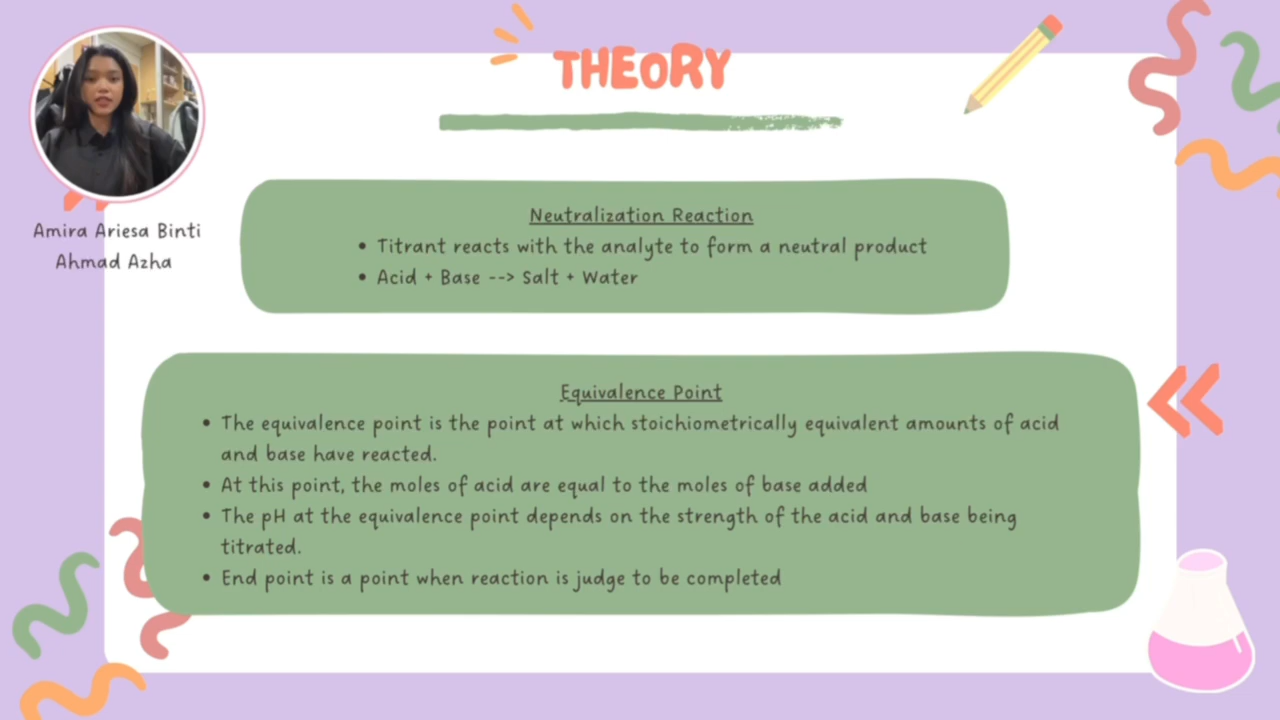 THEORY
Amira Ariesa Binti
Ahmad Azha
Neutralization Reaction
• Titrant reacts with the analyte to form a neutral product
• Acid + Base --> Salt + Water
Equivalence Point
• The equivalence point is the point at which stoichiometrically equivalent amounts of acid
and base have reacted.
• At this point, the moles of acid are equal to the moles of base added
• The pH at the equivalence point depends on the strength of the acid and base being
titrated.
• End point is a point when reaction is judge to be completed